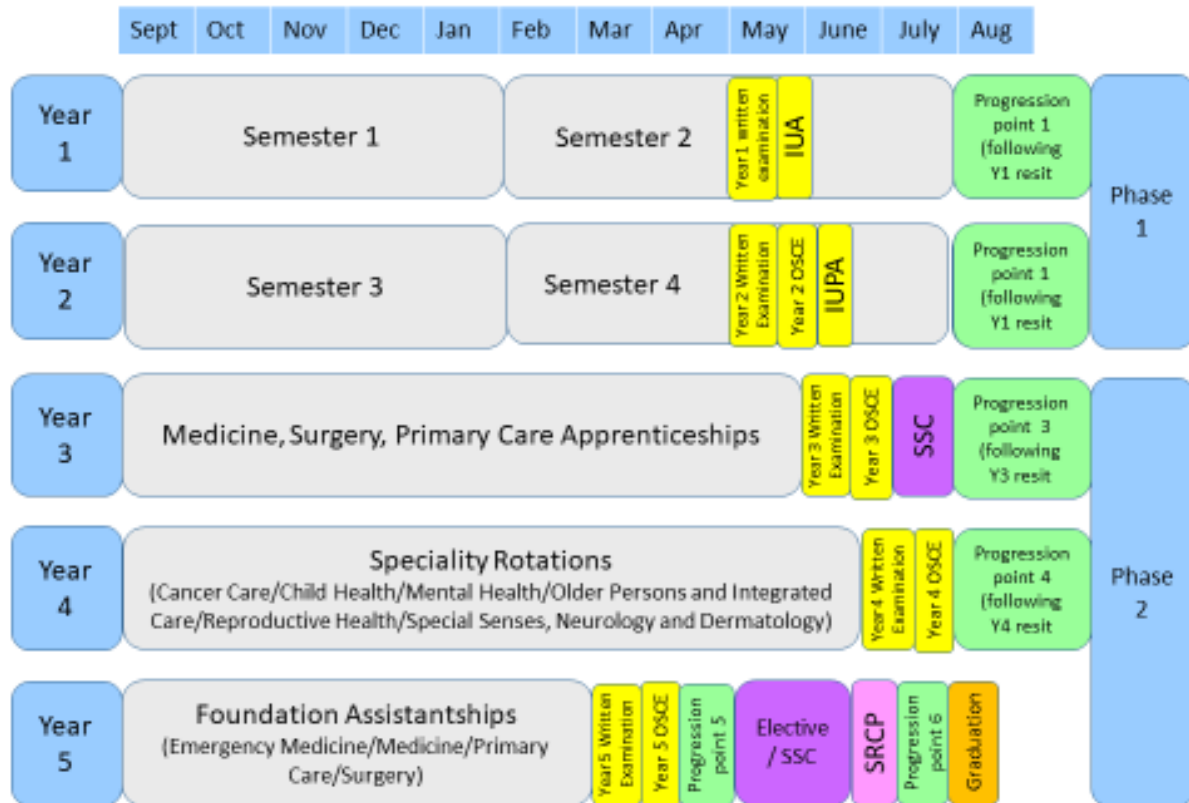 Sept Oct Nov Dec Jan Feb Mar Apr May June July Aug
Year
1
Semester 1
Semester 2
Year 1 written
examination
IUA
Progression
point 1
(following
Y1 resit
Phase
1
Year
2
Semester 3
Semester 4
Year 2 Written
Examination
Year 2 OSCE
IUPA
Progression
point 1
(following
Y1 resit
Year
3
Medicine, Surgery, Primary Care Apprenticeships
Year 3 Written
Examination
Year 3 OSCE
SSC
Progression
point 3
(following
Y3 resit
Phase
2
Year
4
Speciality Rotations
(Cancer Care/Child Health/Mental Health/Older Persons and Integrated
Care/Reproductive Health/Special Senses, Neurology and Dermatology)
Year 4 Written
Examination
Year 4 OSCE
Progression
point 4
(following
Y4 resit
Year
5
Foundation Assistantships
(Emergency Medicine/Medicine/Primary
Care/Surgery)
Year 5 Written
Examination
Year 5 OSCE
Progression
point 5
Elective
/ SSC
SRCP
Progression
point 6
Graduation